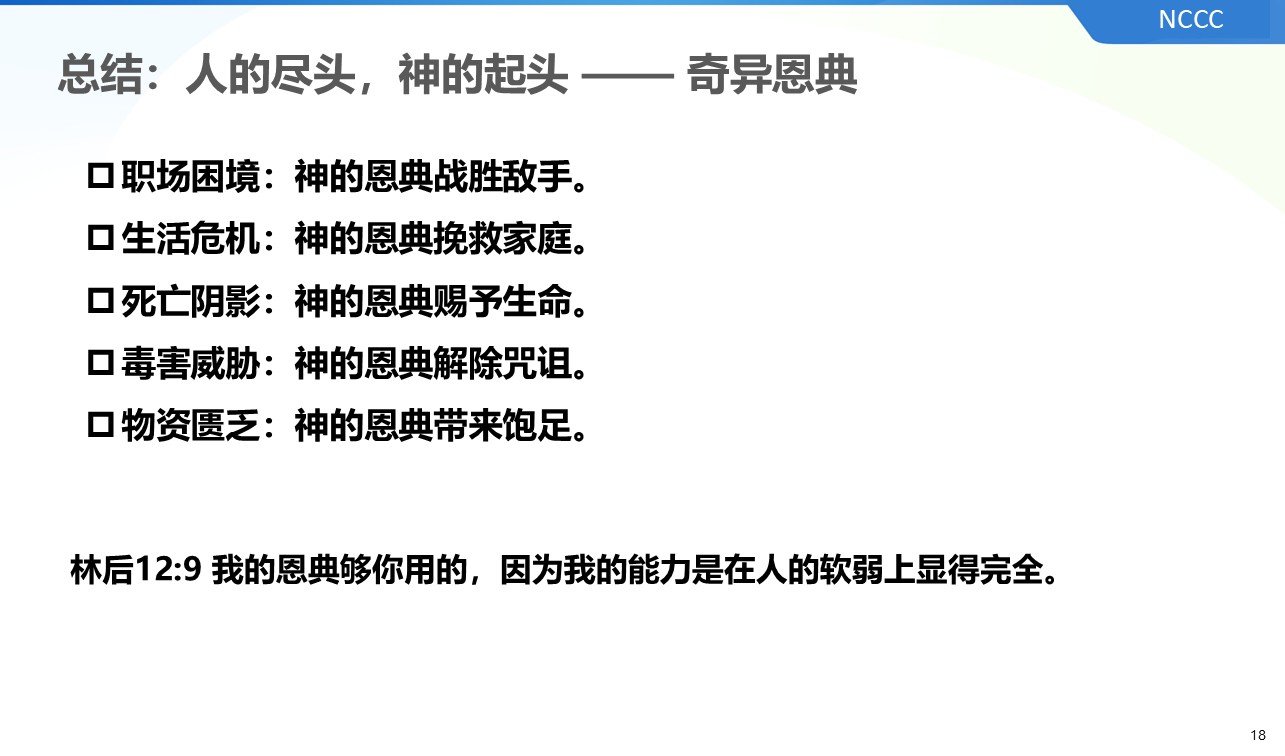 NCCC
总结：人的尽头，神的起头 —— 奇异恩典
职场困境：神的恩典战胜敌手。
生活危机：神的恩典挽救家庭。
死亡阴影：神的恩典赐予生命。
毒害威胁：神的恩典解除咒诅。
物资匮乏：神的恩典带来饱足。
林后12:9 我的恩典够你用的，因为我的能力是在人的软弱上显得完全。
18